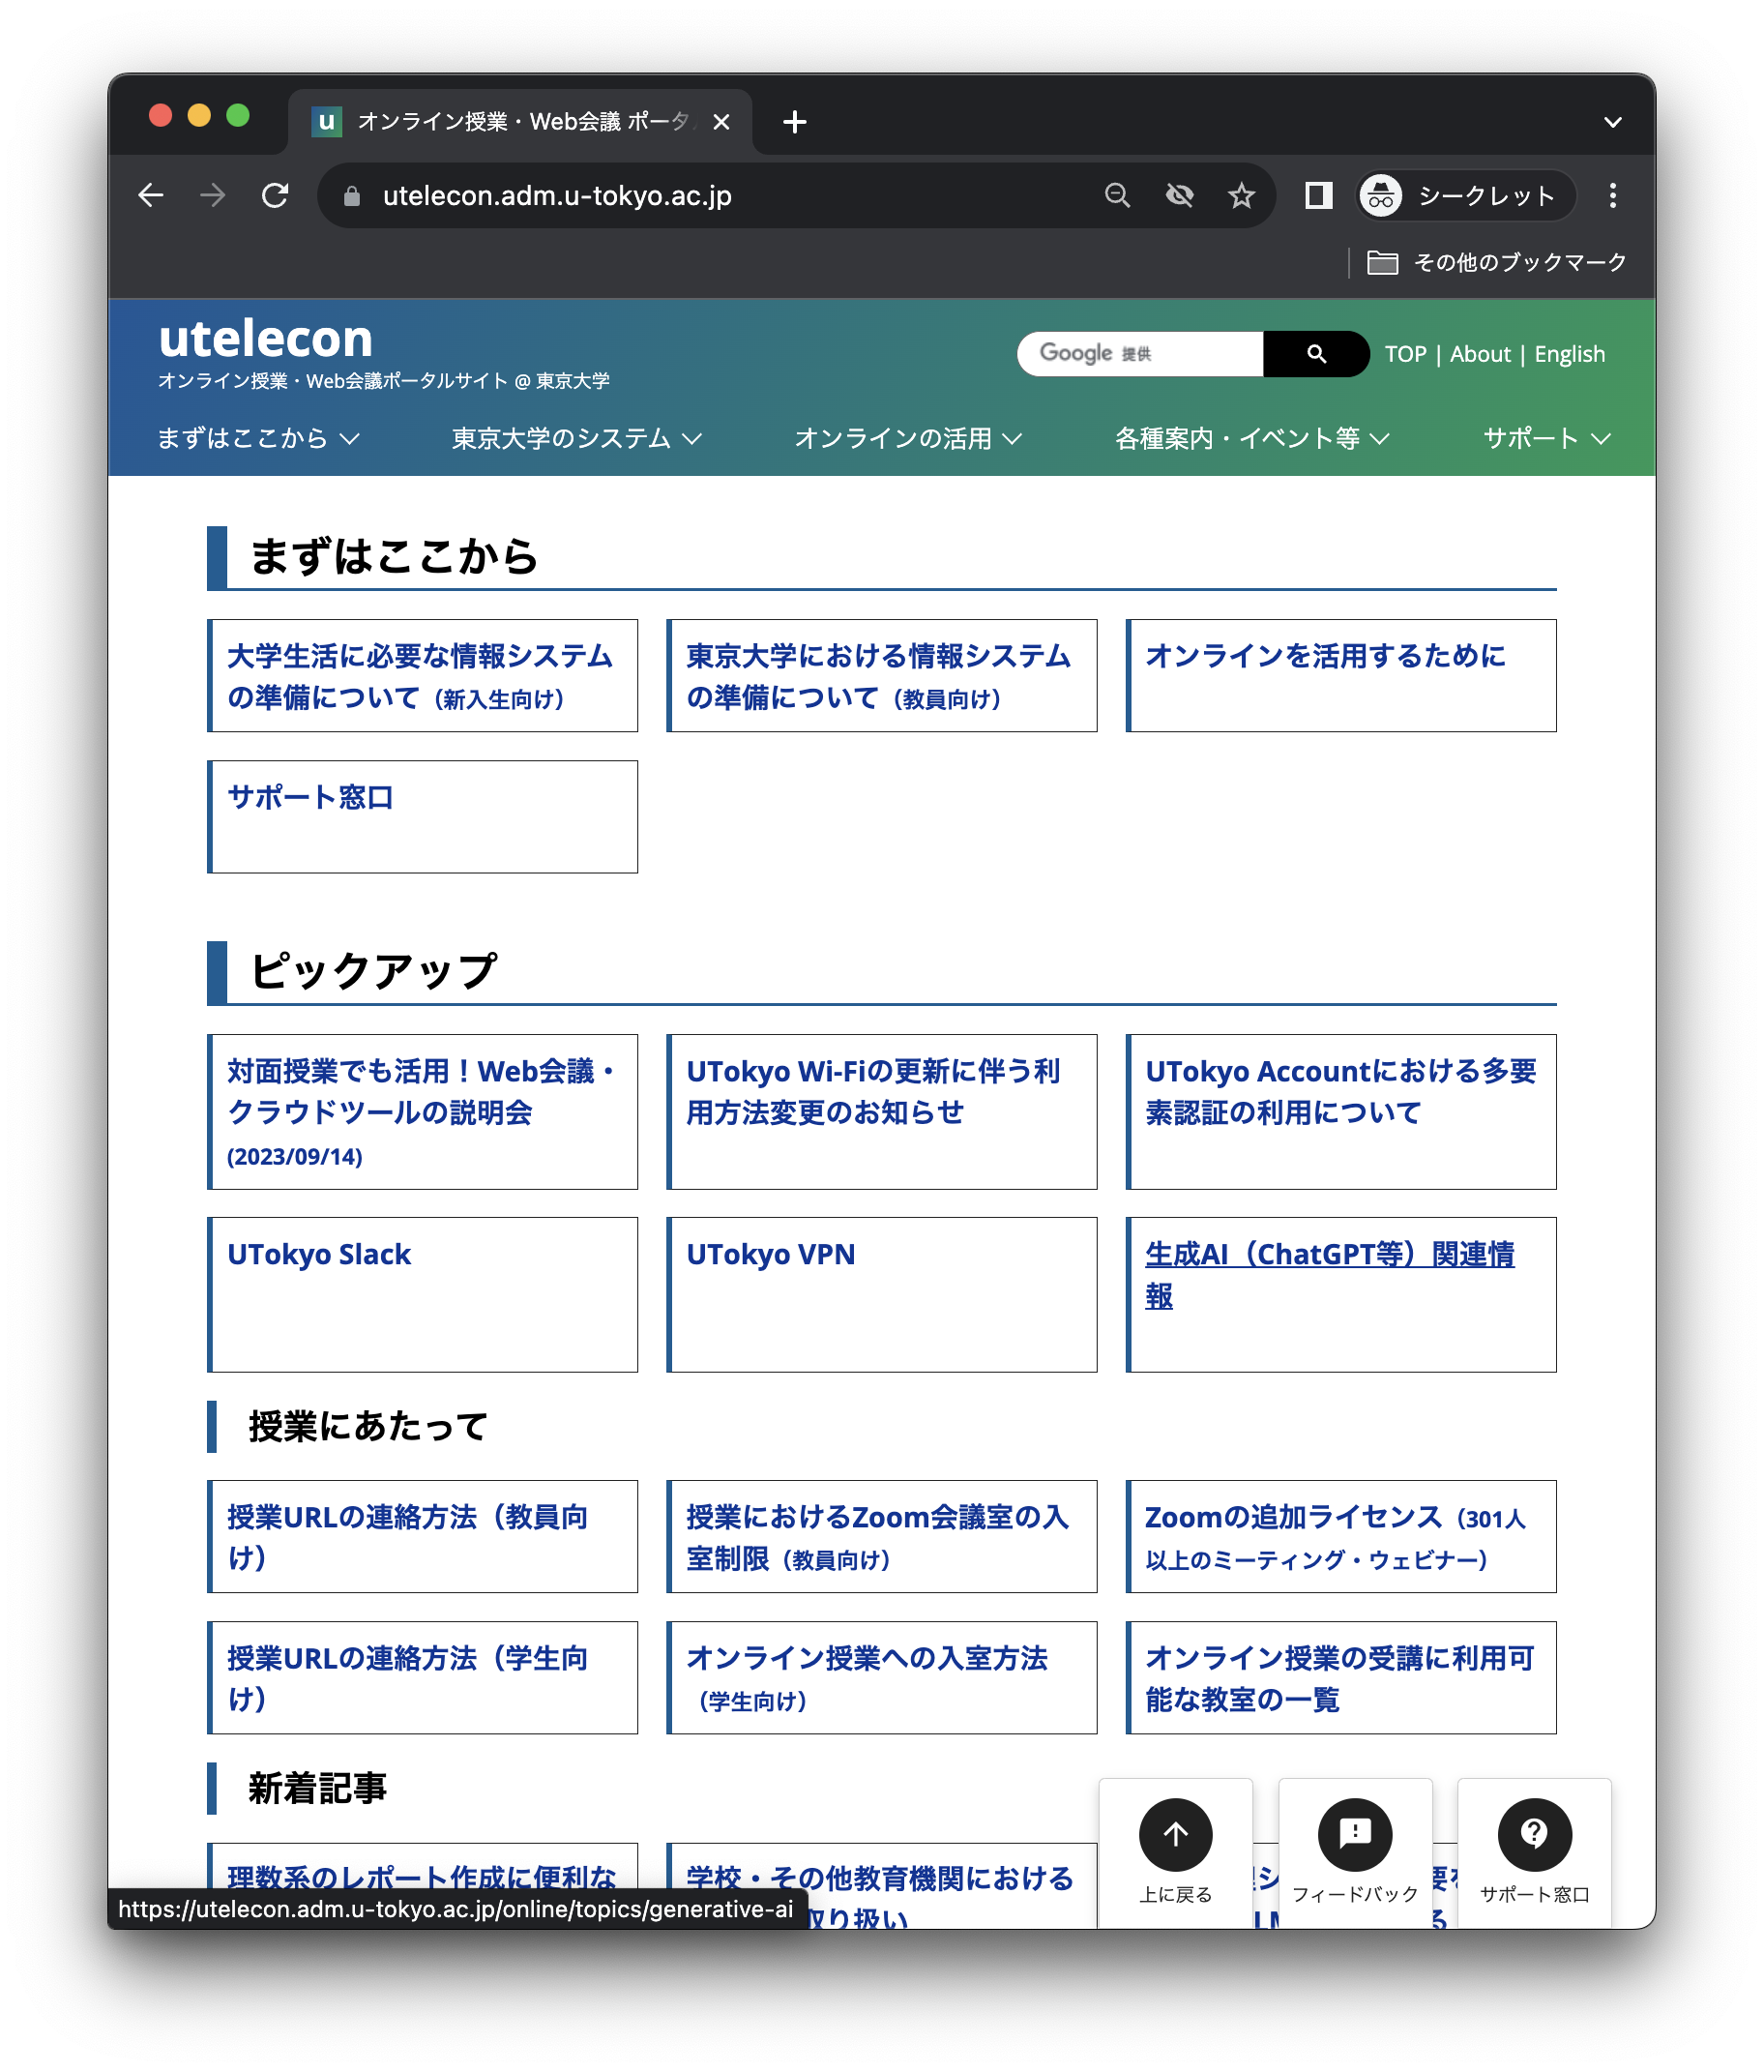 u オンライン授業・Web会議 ポータ
utelecon.adm.u-tokyo.ac.jp
シークレット
その他のブックマーク
utelecon
オンライン授業・Web会議ポータルサイト @ 東京大学
Google 提供
TOP | About | English
まずはここから
東京大学のシステム
オンラインの活用
各種案内・イベント等
サポート
まずはここから
大学生活に必要な情報システム
の準備について（新入生向け）
東京大学における情報システム
の準備について（教員向け）
オンラインを活用するために
サポート窓口
ピックアップ
対面授業でも活用！Web会議・
クラウドツールの説明会
(2023/09/14)
UTokyo Wi-Fiの更新に伴う利
用方法変更のお知らせ
UTokyo Accountにおける多要
素認証の利用について
UTokyo Slack
UTokyo VPN
生成AI（ChatGPT等）関連情
報
授業にあたって
授業URLの連絡方法（教員向
け）
授業におけるZoom会議室の入
室制限（教員向け）
Zoomの追加ライセンス（301人
以上のミーティング・ウェビナー）
授業URLの連絡方法（学生向
け）
オンライン授業への入室方法
（学生向け）
オンライン授業の受講に利用可
能な教室の一覧
新着記事
理数系のレポート作成に便利な
学校・その他教育機関における
取り扱い
上に戻る
フィードバック
サポート窓口
https://utelecon.adm.u-tokyo.ac.jp/online/topics/generative-ai